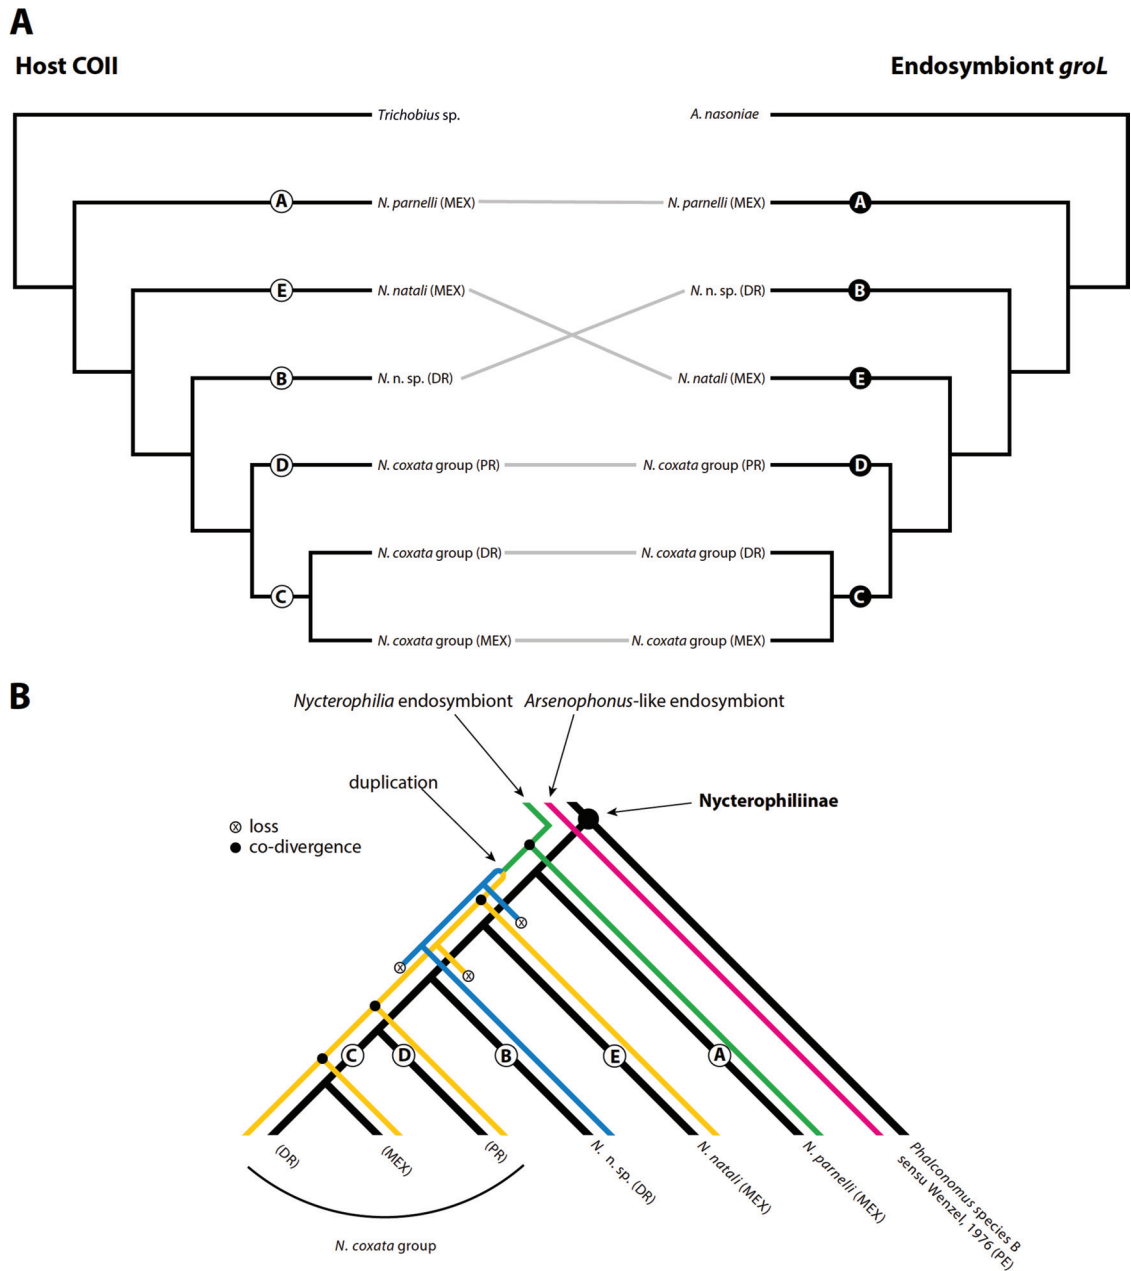 A
Host COII
Endosymbiont groL
Trichobius sp.
A. nasoniae
A
N. parnelli (MEX)
N. parnelli (MEX)
A
E
N. natali (MEX)
N. n. sp. (DR)
B
B
N. n. sp. (DR)
N. natali (MEX)
E
D
N. coxata group (PR)
N. coxata group (PR)
D
N. coxata group (DR)
N. coxata group (DR)
C
C
N. coxata group (MEX)
N. coxata group (MEX)
B
Nycterophilia endosymbiont
Arsenophonus-like endosymbiont
duplication
Nycterophiliinae
loss
co-divergence
C
D
B
E
A
(DR)
(MEX)
(PR)
N. n. sp. (DR)
N. natali (MEX)
N. parnelli (MEX)
Phalconomus species B
sensu Wenzel, 1976 (PE)
N. coxata group